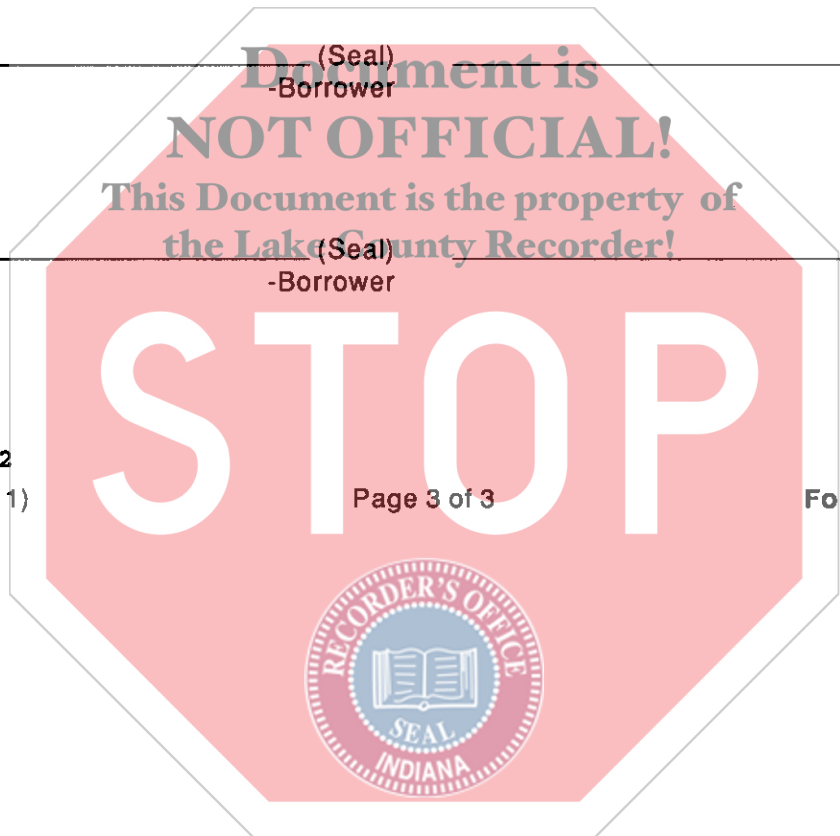 (Seal)
Document is
-Borrower
NOT OFFICIAL!
This Document is the property of
the Lake County Recorder!
(Seal)
-Borrower
STOP
2
1) Page 3 of 3 Fo
RECORDER'S OFFICE
SEAL
INDIANA